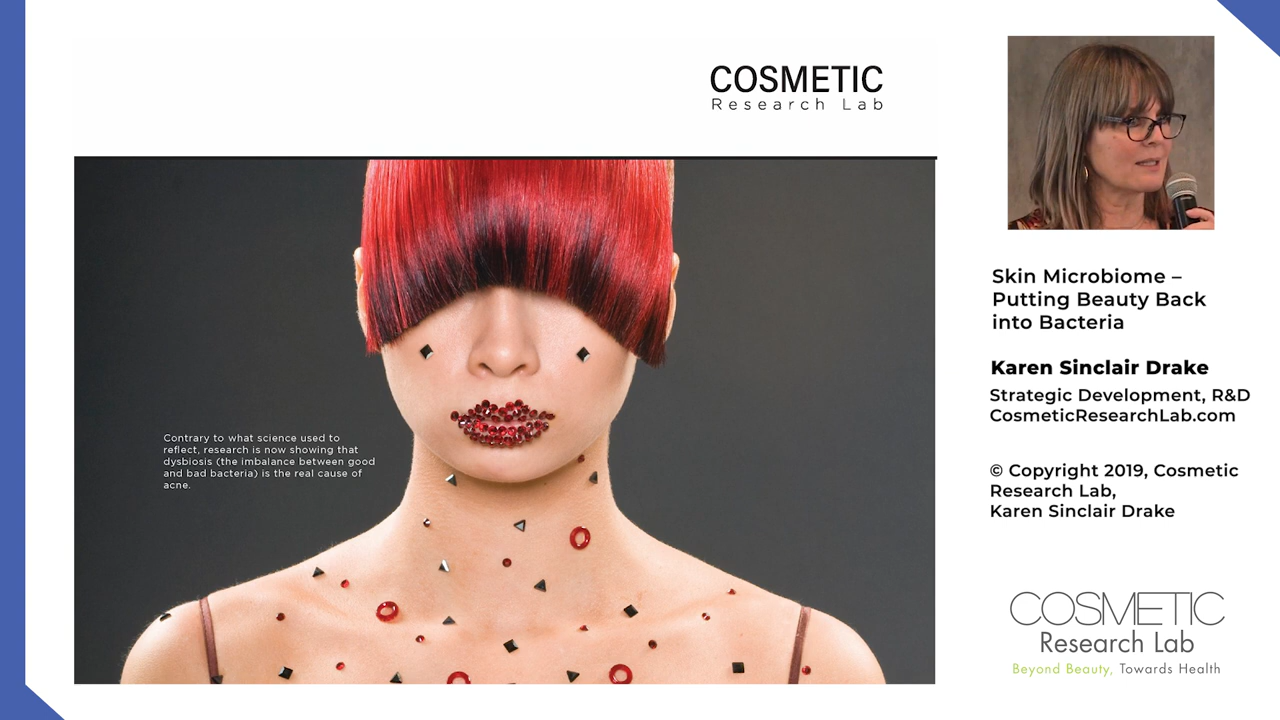 COSMETIC
Research Lab
Contrary to what science used to
reflect, research is now showing that
dysbiosis (the imbalance between good
and bad bacteria) is the real cause of
acne.
Skin Microbiome –
Putting Beauty Back
into Bacteria
Karen Sinclair Drake
Strategic Development, R&D
CosmeticResearchLab.com
© Copyright 2019, Cosmetic
Research Lab,
Karen Sinclair Drake
COSMETIC
Research Lab
Beyond Beauty, Towards Health